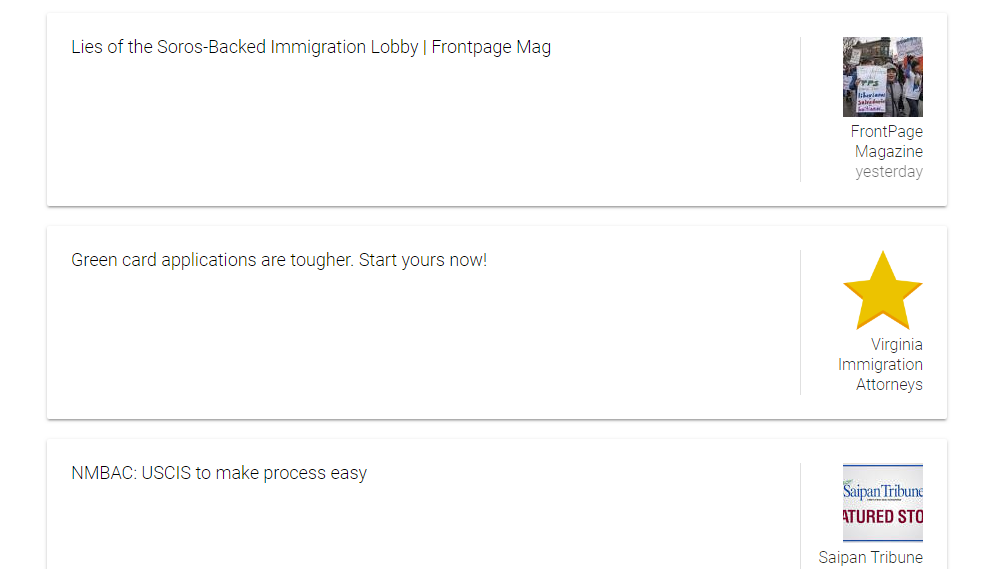 Lies of the Soros-Backed Immigration Lobby | Frontpage Mag
TPS
FrontPage
Magazine
yesterday
Green card applications are tougher. Start yours now!
Virginia
Immigration
Attorneys
NMBAC: USCIS to make process easy
Saipan Tribune
ATURED STO
Saipan Tribune